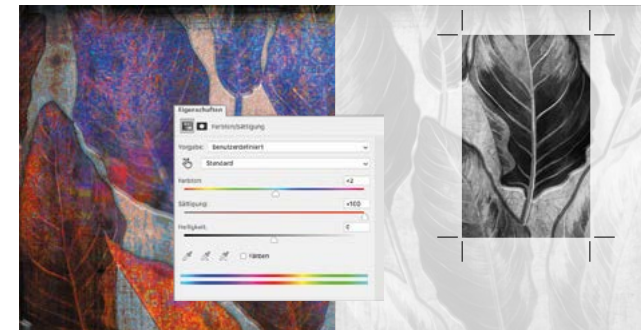 Eigenschaften
Farbton/Sättigung
Vorgabe: Benutzerdefiniert
Standard
Farbton: +2
Sättigung: +100
Helligkeit: 0
Färben